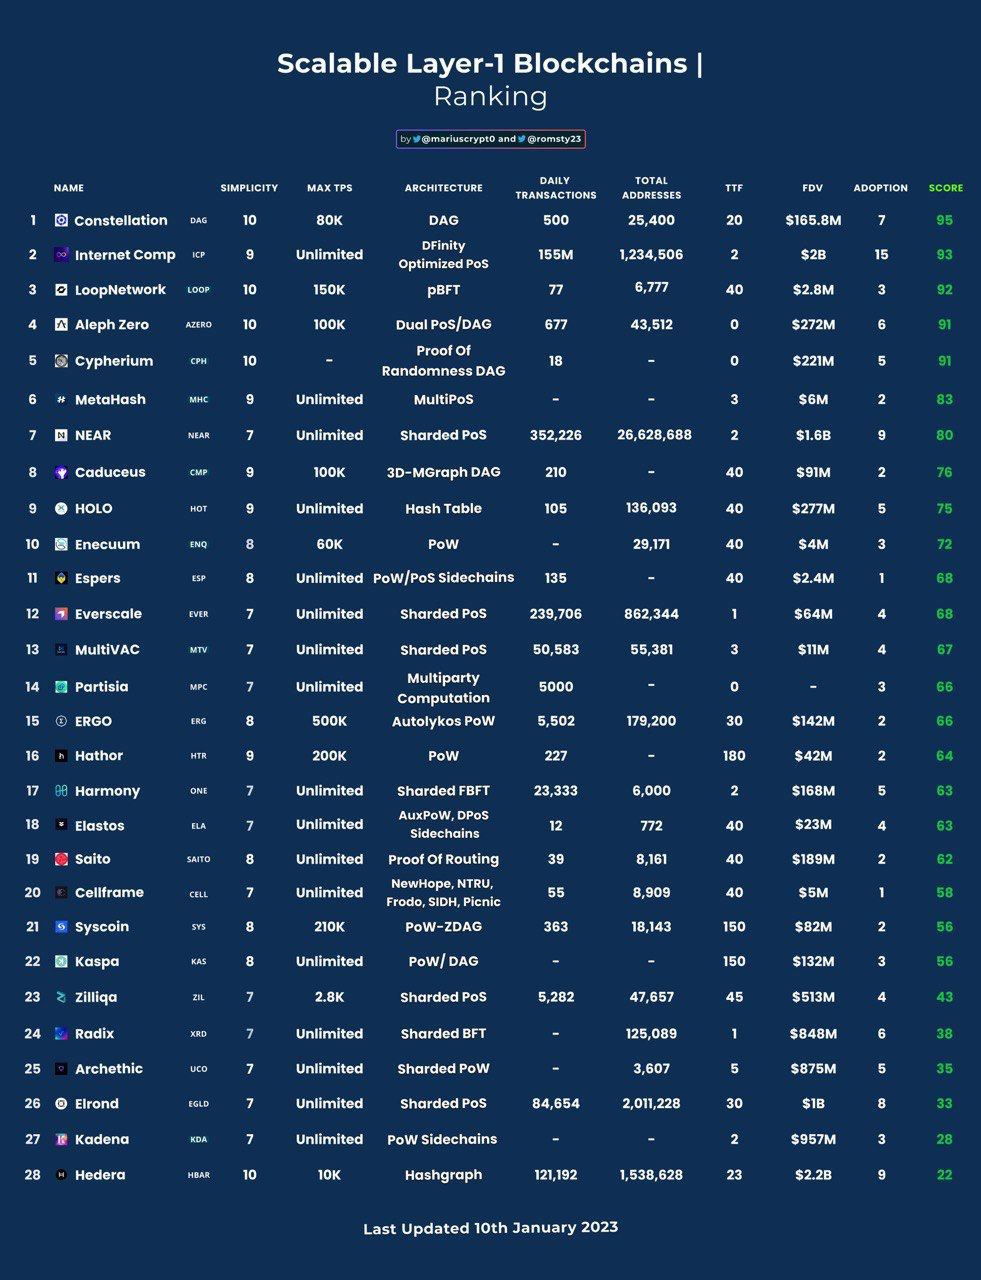 Scalable Layer-1 Blockchains |
Ranking
by @mariuscrypt0 and @romsty23
NAME SIMPLICITY MAX TPS ARCHITECTURE DAILY TRANSACTIONS TOTAL ADDRESSES TTF FDV ADOPTION SCORE
1 Constellation DAG 10 80K DAG 500 25,400 20 $165.8M 7 95
2 Internet Comp ICP 9 Unlimited DFinity Optimized PoS 155M 1,234,506 2 $2B 15 93
3 LoopNetwork LOOP 10 150K pBFT 77 6,777 40 $2.8M 3 92
4 Aleph Zero AZERO 10 100K Dual PoS/DAG 677 43,512 0 $272M 6 91
5 Cypherium CPH 10 - Proof Of Randomness DAG 18 - 0 $221M 5 91
6 MetaHash MHC 9 Unlimited MultiPoS - - 3 $6M 2 83
7 NEAR NEAR 7 Unlimited Sharded PoS 352,226 26,628,688 2 $1.6B 9 80
8 Caduceus CMP 9 100K 3D-MGraph DAG 210 - 40 $91M 2 76
9 HOLO HOT 9 Unlimited Hash Table 105 136,093 40 $277M 5 75
10 Enecuum ENQ 8 60K PoW - 29,171 40 $4M 3 72
11 Espers ESP 8 Unlimited PoW/PoS Sidechains 135 - 40 $2.4M 1 68
12 Everscale EVER 7 Unlimited Sharded PoS 239,706 862,344 1 $64M 4 68
13 MultiVAC MTV 7 Unlimited Sharded PoS 50,583 55,381 3 $11M 4 67
14 Partisia MPC 7 Unlimited Multiparty Computation 5000 - 0 - 3 66
15 ERGO ERG 8 500K Autolykos PoW 5,502 179,200 30 $142M 2 66
16 Hathor HTR 9 200K PoW 227 - 180 $42M 2 64
17 Harmony ONE 7 Unlimited Sharded FBFT 23,333 6,000 2 $168M 5 63
18 Elastos ELA 7 Unlimited AuxPoW, DPoS Sidechains 12 772 40 $23M 4 63
19 Saito SAITO 8 Unlimited Proof Of Routing 39 8,161 40 $189M 2 62
20 Cellframe CELL 7 Unlimited NewHope, NTRU, Frodo, SIDH, Picnic 55 8,909 40 $5M 1 58
21 Syscoin SYS 8 210K PoW-ZDAG 363 18,143 150 $82M 2 56
22 Kaspa KAS 8 Unlimited PoW/ DAG - - 150 $132M 3 56
23 Zilliqa ZIL 7 2.8K Sharded PoS 5,282 47,657 45 $513M 4 43
24 Radix XRD 7 Unlimited Sharded BFT - 125,089 1 $848M 6 38
25 Archethic UCO 7 Unlimited Sharded PoW - 3,607 5 $875M 5 35
26 Elrond EGLD 7 Unlimited Sharded PoS 84,654 2,011,228 30 $1B 8 33
27 Kadena KDA 7 Unlimited PoW Sidechains - - 2 $957M 3 28
28 Hedera HBAR 10 10K Hashgraph 121,192 1,538,628 23 $2.2B 9 22
Last Updated 10th January 2023